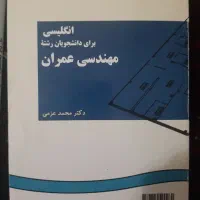 انگلیسی
برای دانشجویان رشتهٔ
مهندسی عمران
دکتر محمد عزمی